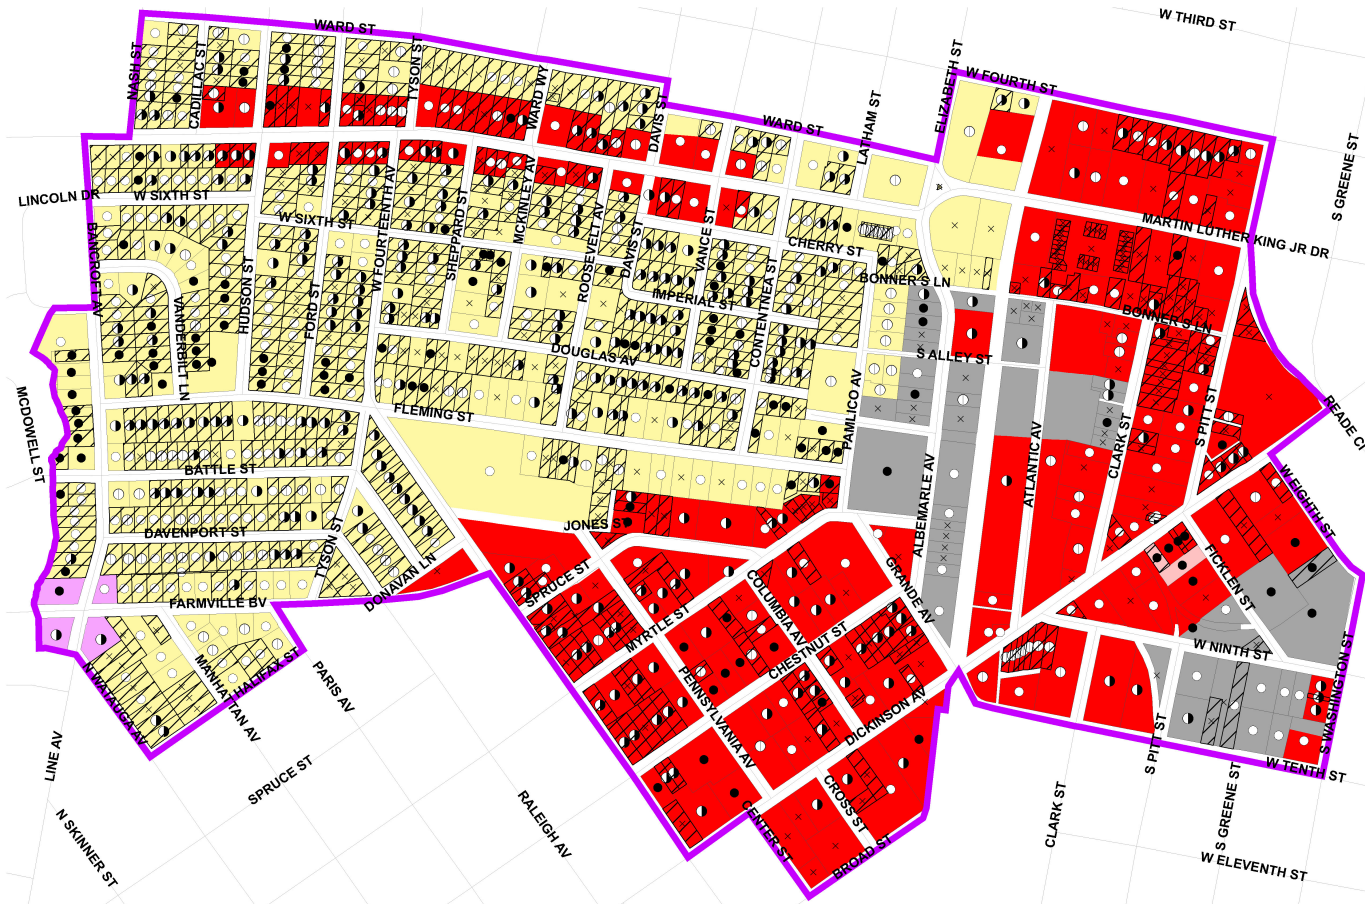 WARD ST
W THIRD ST
NASH ST
CADILLAC ST
TYSON ST
WARD WY
DAVIS ST
WARD ST
LATHAM ST
ELIZABETH ST
W FOURTH ST
S GREENE ST
LINCOLN DR
W SIXTH ST
W SIXTH ST
BANCROFT AV
HUDSON ST
FORD ST
W FOURTEENTH AV
SHEPPARD ST
MCKINLEY AV
ROOSEVELT AV
DAVIS ST
VANCE ST
CONTENTNEA ST
CHERRY ST
MARTIN LUTHER KING JR DR
BONNER'S LN
BONNER'S LN
IMPERIAL ST
VANDERBILT LN
DOUGLAS AV
S ALLEY ST
PAMLICO AV
FLEMING ST
MCDOWELL ST
BATTLE ST
DAVENPORT ST
TYSON ST
DONAVAN LN
FARMVILLE BV
JONES ST
SPRUCE ST
MYRTLE ST
COLUMBIA AV
CHESTNUT ST
GRANDE AV
ALBEMARLE AV
ATLANTIC AV
CLARK ST
S PITT ST
READE CI
W EIGHTH ST
FICKLEN ST
W NINTH ST
S WASHINGTON ST
W TENTH ST
S PITT ST
S GREENE ST
CLARK ST
W ELEVENTH ST
DICKINSON AV
PENNSYLVANIA AV
CROSS ST
CENTER ST
BROAD ST
N WATAUGA AV
MANHATTAN AV
HALIFAX ST
PARIS AV
LINE AV
SPRUCE ST
RALEIGH AV
N SKINNER ST